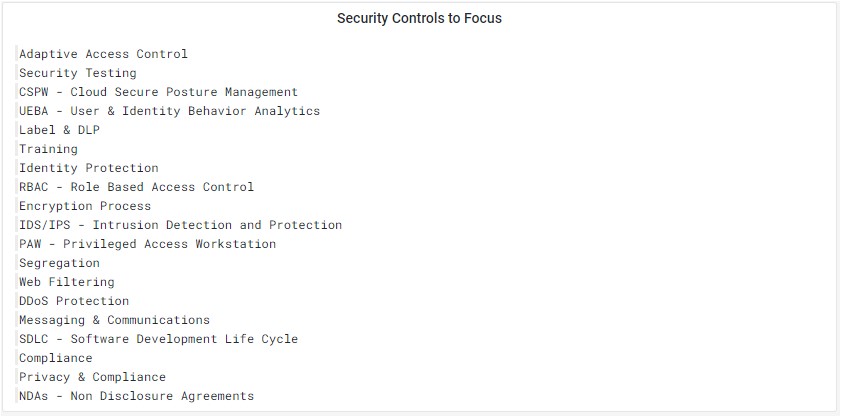 Security Controls to Focus
Adaptive Access Control
Security Testing
CSPW - Cloud Secure Posture Management
UEBA - User & Identity Behavior Analytics
Label & DLP
Training
Identity Protection
RBAC - Role Based Access Control
Encryption Process
IDS/IPS - Intrusion Detection and Protection
PAW - Privileged Access Workstation
Segregation
Web Filtering
DDoS Protection
Messaging & Communications
SDLC - Software Development Life Cycle
Compliance
Privacy & Compliance
NDAs - Non Disclosure Agreements